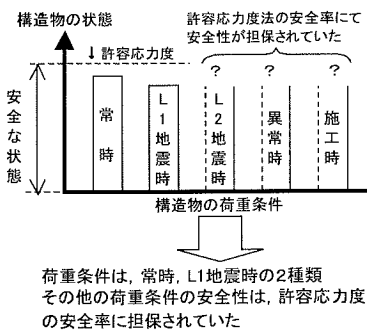 構造物の状態
許容応力度法の安全率にて
安全性が担保されていた
↓許容応力度
? ? ?
安全な状態
常時
L1地震時
L2地震時
異常時
施工時
構造物の荷重条件
荷重条件は，常時，L1地震時の2種類
その他の荷重条件の安全性は，許容応力度
の安全率に担保されていた